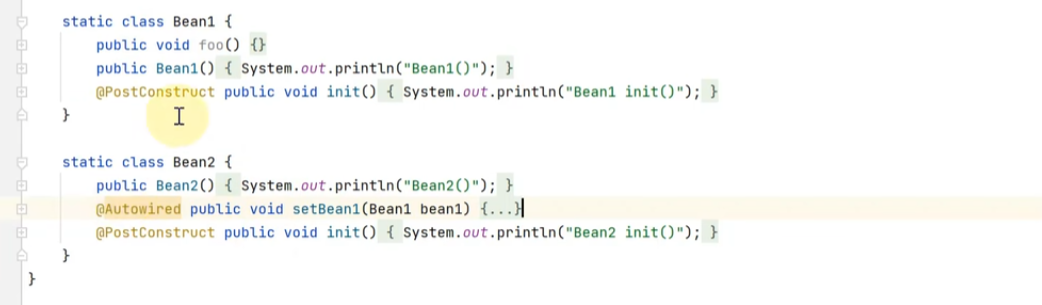 static class Bean1 {
public void foo() {}
public Bean1() { System.out.println("Bean1()"); }
@PostConstruct public void init() { System.out.println("Bean1 init()"); }
}
static class Bean2 {
public Bean2() { System.out.println("Bean2()"); }
@Autowired public void setBean1(Bean1 bean1) {...}
@PostConstruct public void init() { System.out.println("Bean2 init()"); }
}
}